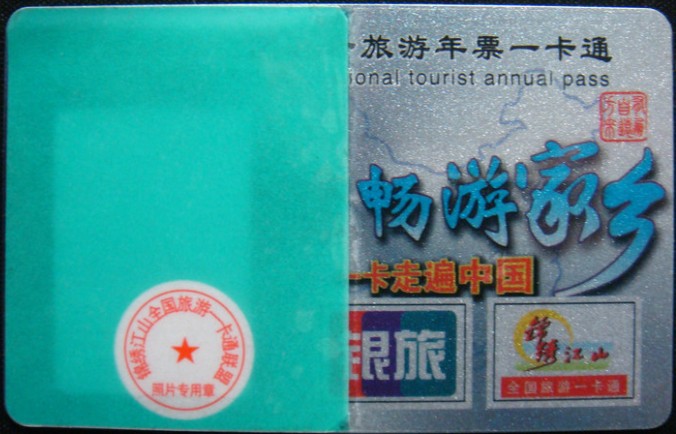 旅游年票一卡通
ional tourist annual pass
畅游家乡
一卡走遍中国
银旅
锦绣江山
全国旅游一卡通
锦绣江山全国旅游一卡通联盟
照片专用章